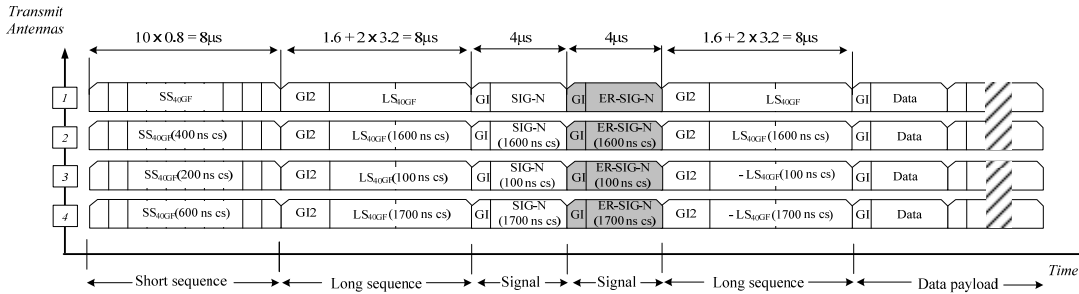 Transmit
Antennas
10 x 0.8 = 8μs
1.6 + 2 x 3.2 = 8μs
4μs
4μs
1.6 + 2 x 3.2 = 8μs
1
SS40GF
GI2
LS40GF
GI
SIG-N
GI
ER-SIG-N
GI2
LS40GF
GI
Data
2
SS40GF(400 ns cs)
GI2
LS40GF(1600 ns cs)
GI
SIG-N
(1600 ns cs)
GI
ER-SIG-N
(1600 ns cs)
GI2
LS40GF(1600 ns cs)
GI
Data
3
SS40GF(200 ns cs)
GI2
LS40GF(100 ns cs)
GI
SIG-N
(100 ns cs)
GI
ER-SIG-N
(100 ns cs)
GI2
- LS40GF(100 ns cs)
GI
Data
4
SS40GF(600 ns cs)
GI2
LS40GF(1700 ns cs)
GI
SIG-N
(1700 ns cs)
GI
ER-SIG-N
(1700 ns cs)
GI2
- LS40GF(1700 ns cs)
GI
Data
Time
Short sequence
Long sequence
Signal
Signal
Long sequence
Data payload